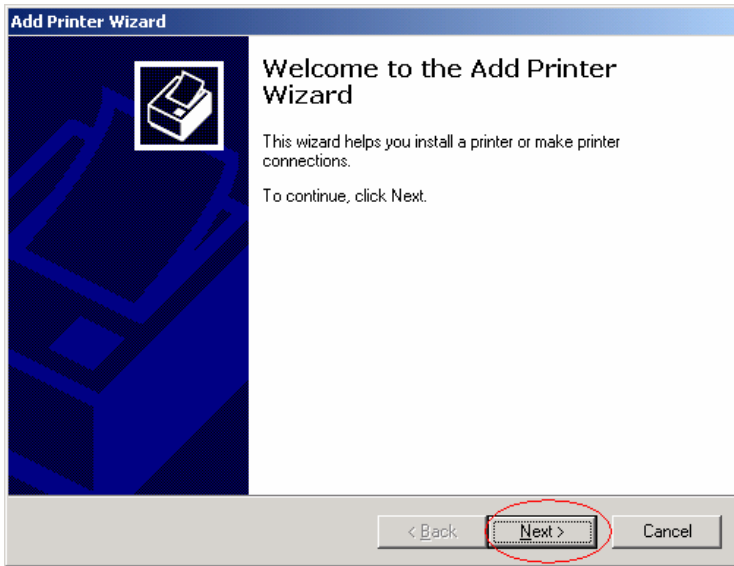 Add Printer Wizard
Welcome to the Add Printer
Wizard
This wizard helps you install a printer or make printer
connections.
To continue, click Next.
< Back
Next >
Cancel